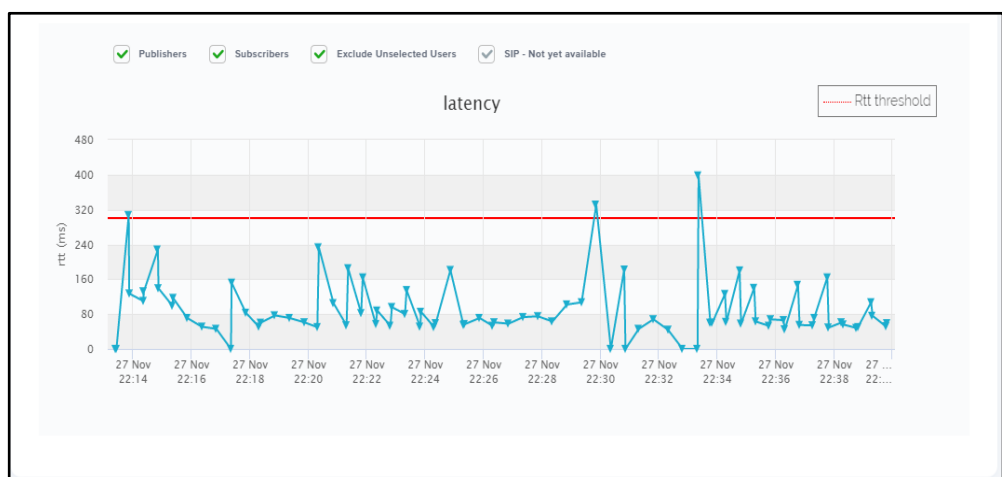 Publishers Subscribers Exclude Unselected Users SIP - Not yet available
latency
Rtt threshold
rtt (ms)
480
400
320
240
160
80
0
27 Nov 27 Nov 27 Nov 27 Nov 27 Nov 27 Nov 27 Nov 27 Nov 27 Nov 27 Nov 27 Nov 27 Nov 27 Nov 27 ...
22:14 22:16 22:18 22:20 22:22 22:24 22:26 22:28 22:30 22:32 22:34 22:36 22:38 22:...